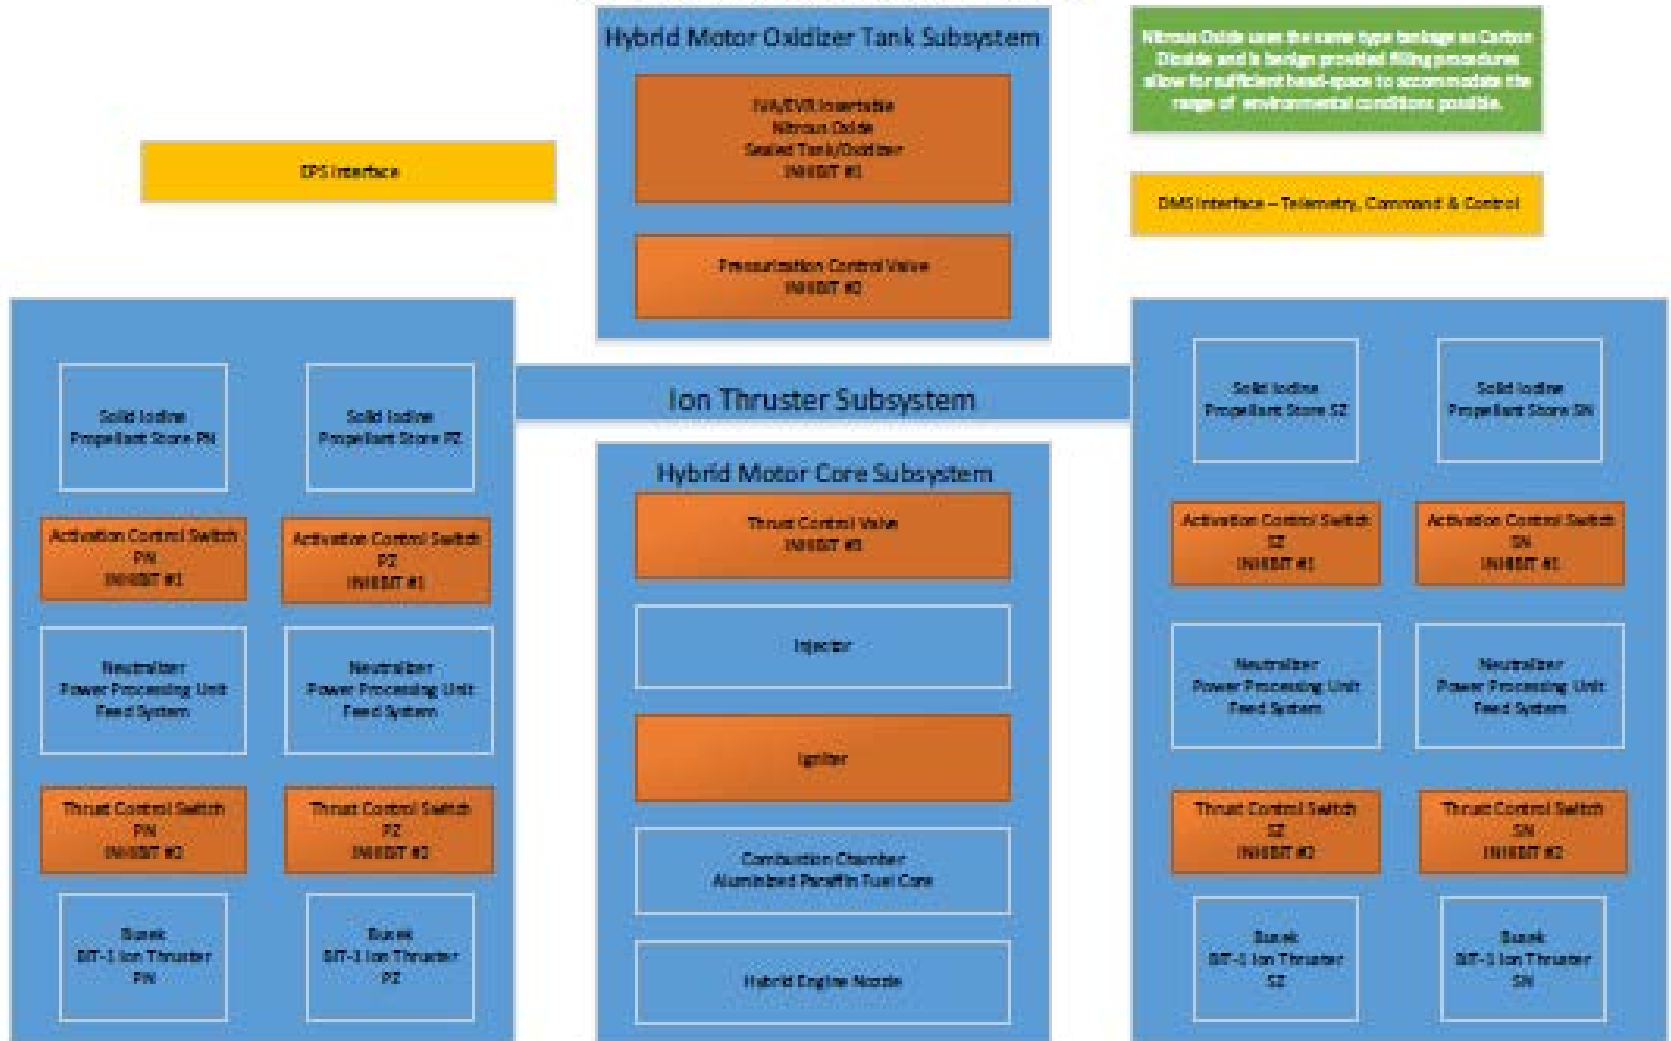 Hybrid Motor Oxidizer Tank Subsystem
IVA/EVR Insertable
Nitrous Oxide
Sealed Tank/Oxidizer
INHIBIT #1
Pressurization Control Valve
INHIBIT #2
Nitrous Oxide uses the same type tankage as Carbon
Dioxide and is benign provided filling procedures
allow for sufficient head-space to accommodate the
range of environmental conditions possible.
EPS Interface
DMS Interface – Telemetry, Command & Control
Ion Thruster Subsystem
Solid Iodine
Propellant Store PN
Solid Iodine
Propellant Store PZ
Activation Control Switch
PN
INHIBIT #1
Activation Control Switch
PZ
INHIBIT #1
Neutralizer
Power Processing Unit
Feed System
Neutralizer
Power Processing Unit
Feed System
Thrust Control Switch
PN
INHIBIT #2
Thrust Control Switch
PZ
INHIBIT #2
Busek
BIT-1 Ion Thruster
PN
Busek
BIT-1 Ion Thruster
PZ
Hybrid Motor Core Subsystem
Thrust Control Valve
INHIBIT #3
Injector
Igniter
Combustion Chamber
Aluminized Paraffin Fuel Core
Hybrid Engine Nozzle
Solid Iodine
Propellant Store SZ
Solid Iodine
Propellant Store SN
Activation Control Switch
SZ
INHIBIT #1
Activation Control Switch
SN
INHIBIT #1
Neutralizer
Power Processing Unit
Feed System
Neutralizer
Power Processing Unit
Feed System
Thrust Control Switch
SZ
INHIBIT #2
Thrust Control Switch
SN
INHIBIT #2
Busek
BIT-1 Ion Thruster
SZ
Busek
BIT-1 Ion Thruster
SN